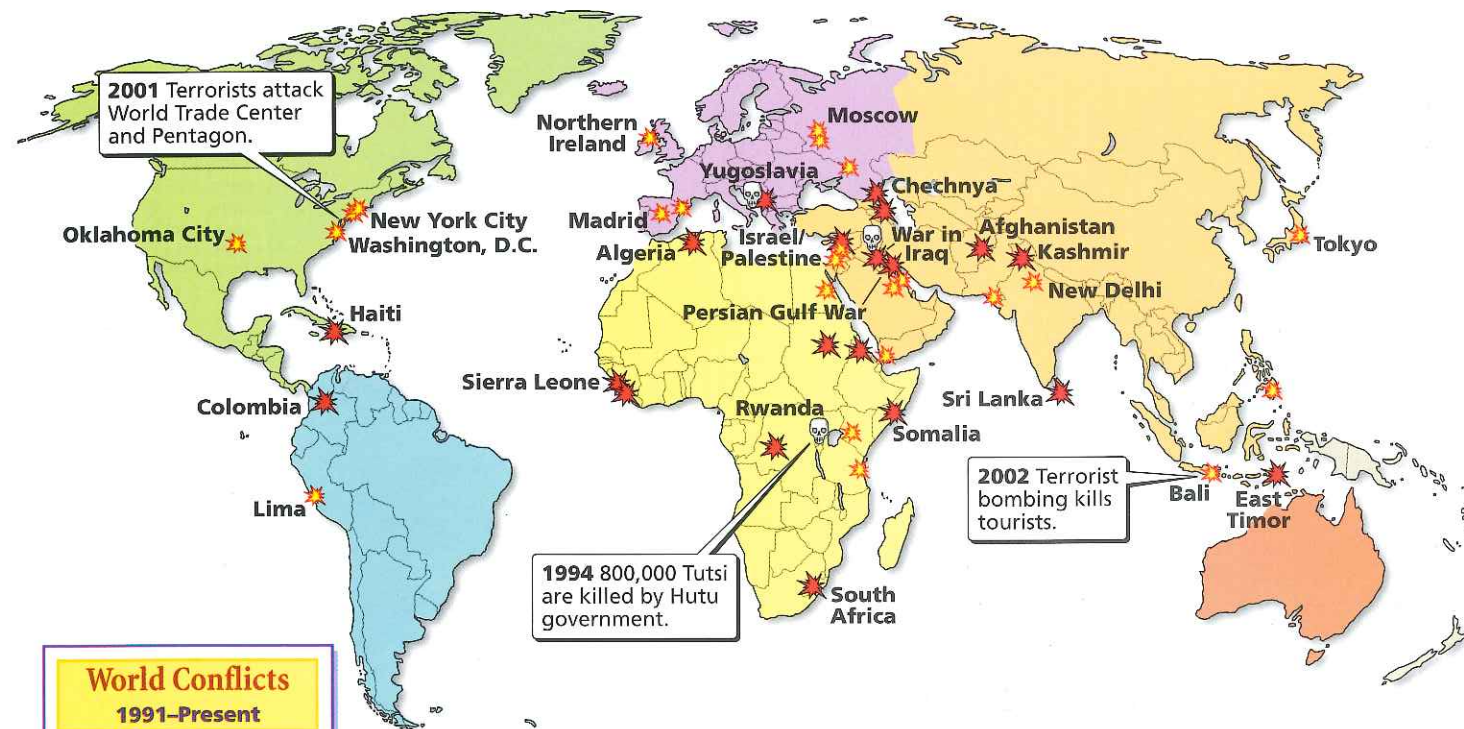 2001 Terrorists attack
World Trade Center
and Pentagon.
Northern
Ireland
Moscow
Yugoslavia
Chechnya
New York City
Washington, D.C.
Oklahoma City
Madrid
Algeria
Israel/
Palestine
War in
Iraq
Afghanistan
Kashmir
Tokyo
New Delhi
Haiti
Persian Gulf War
Sierra Leone
Colombia
Rwanda
Somalia
Sri Lanka
Lima
2002 Terrorist
bombing kills
tourists.
Bali
East
Timor
1994 800,000 Tutsi
are killed by Hutu
government.
South
Africa
World Conflicts
1991–Present